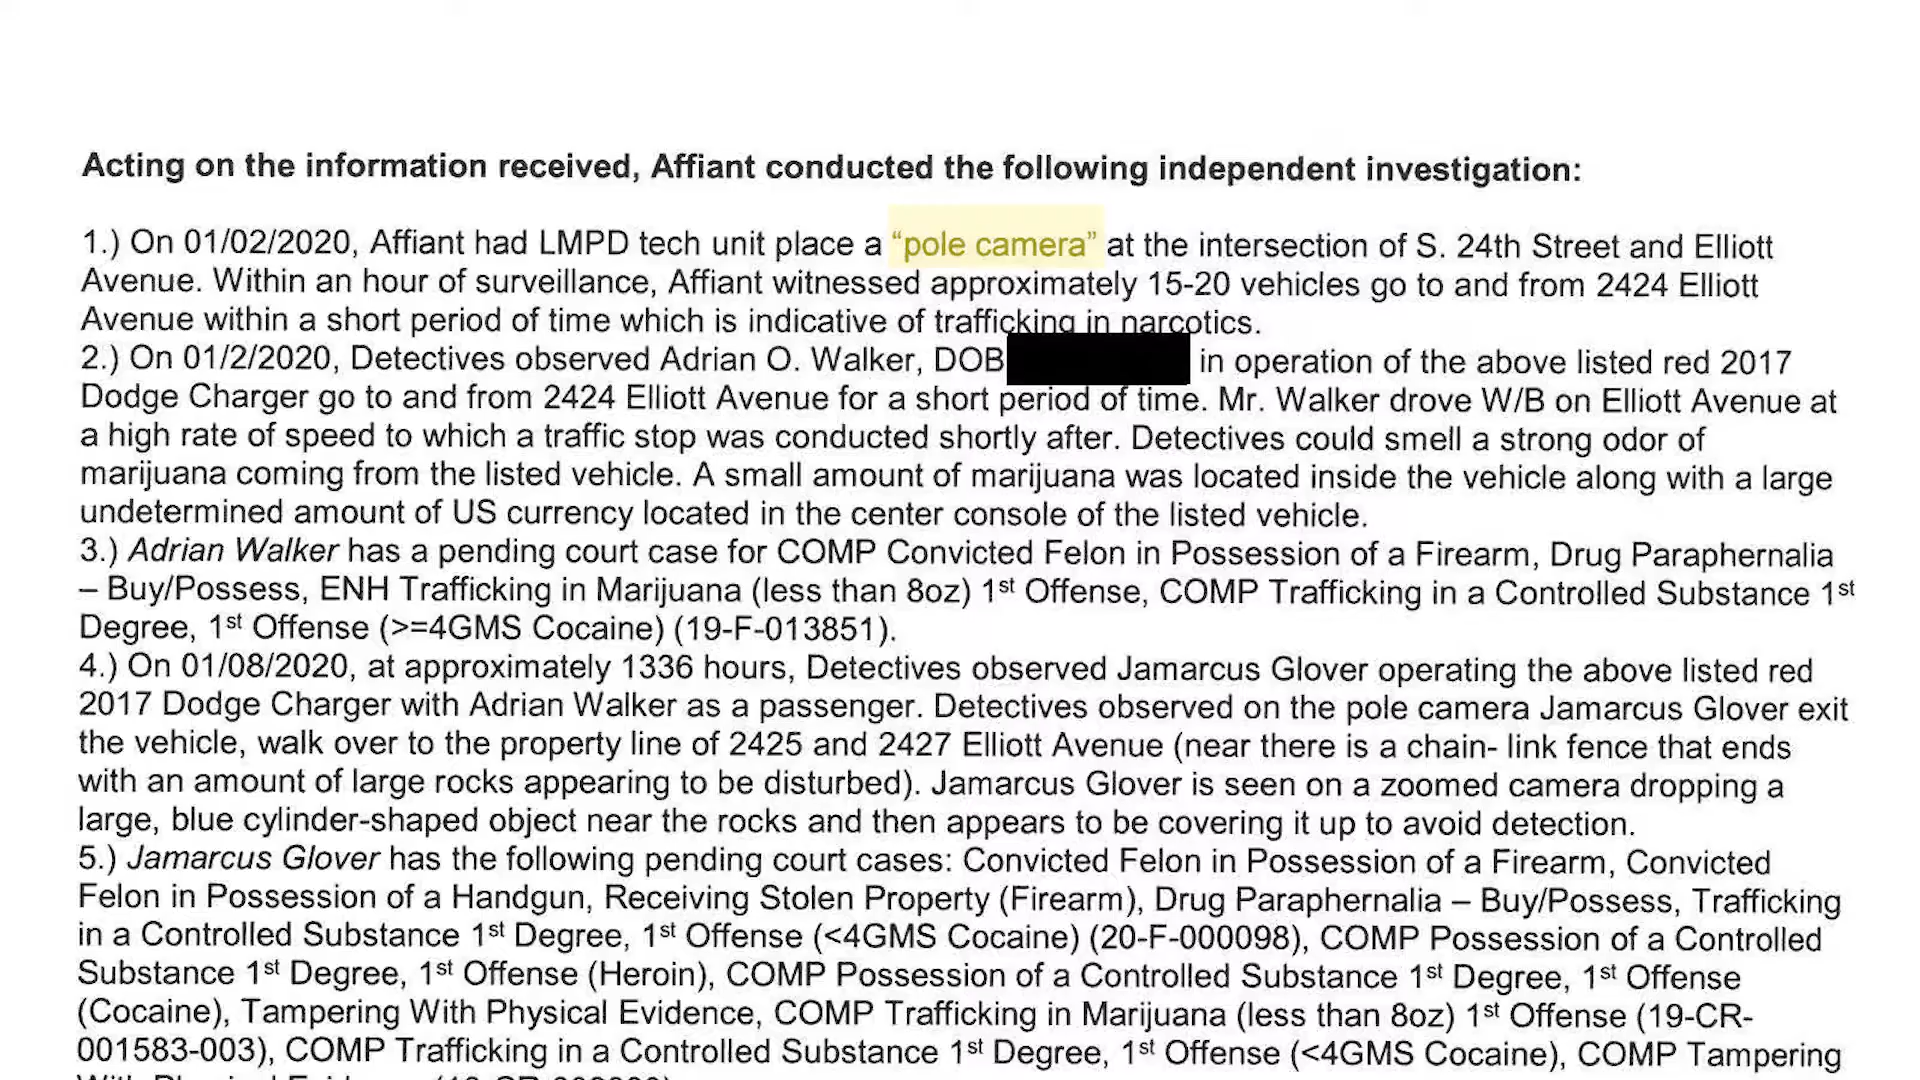 Acting on the information received, Affiant conducted the following independent investigation:
1.) On 01/02/2020, Affiant had LMPD tech unit place a “pole camera” at the intersection of S. 24th Street and Elliott
Avenue. Within an hour of surveillance, Affiant witnessed approximately 15-20 vehicles go to and from 2424 Elliott
Avenue within a short period of time which is indicative of trafficking in narcotics.
2.) On 01/2/2020, Detectives observed Adrian O. Walker, DOB in operation of the above listed red 2017
Dodge Charger go to and from 2424 Elliott Avenue for a short period of time. Mr. Walker drove W/B on Elliott Avenue at
a high rate of speed to which a traffic stop was conducted shortly after. Detectives could smell a strong odor of
marijuana coming from the listed vehicle. A small amount of marijuana was located inside the vehicle along with a large
undetermined amount of US currency located in the center console of the listed vehicle.
3.) Adrian Walker has a pending court case for COMP Convicted Felon in Possession of a Firearm, Drug Paraphernalia
– Buy/Possess, ENH Trafficking in Marijuana (less than 8oz) 1st Offense, COMP Trafficking in a Controlled Substance 1st
Degree, 1st Offense (>=4GMS Cocaine) (19-F-013851).
4.) On 01/08/2020, at approximately 1336 hours, Detectives observed Jamarcus Glover operating the above listed red
2017 Dodge Charger with Adrian Walker as a passenger. Detectives observed on the pole camera Jamarcus Glover exit
the vehicle, walk over to the property line of 2425 and 2427 Elliott Avenue (near there is a chain- link fence that ends
with an amount of large rocks appearing to be disturbed). Jamarcus Glover is seen on a zoomed camera dropping a
large, blue cylinder-shaped object near the rocks and then appears to be covering it up to avoid detection.
5.) Jamarcus Glover has the following pending court cases: Convicted Felon in Possession of a Firearm, Convicted
Felon in Possession of a Handgun, Receiving Stolen Property (Firearm), Drug Paraphernalia – Buy/Possess, Trafficking
in a Controlled Substance 1st Degree, 1st Offense (<4GMS Cocaine) (20-F-000098), COMP Possession of a Controlled
Substance 1st Degree, 1st Offense (Heroin), COMP Possession of a Controlled Substance 1st Degree, 1st Offense
(Cocaine), Tampering With Physical Evidence, COMP Trafficking in Marijuana (less than 8oz) 1st Offense (19-CR-
001583-003), COMP Trafficking in a Controlled Substance 1st Degree, 1st Offense (<4GMS Cocaine), COMP Tampering